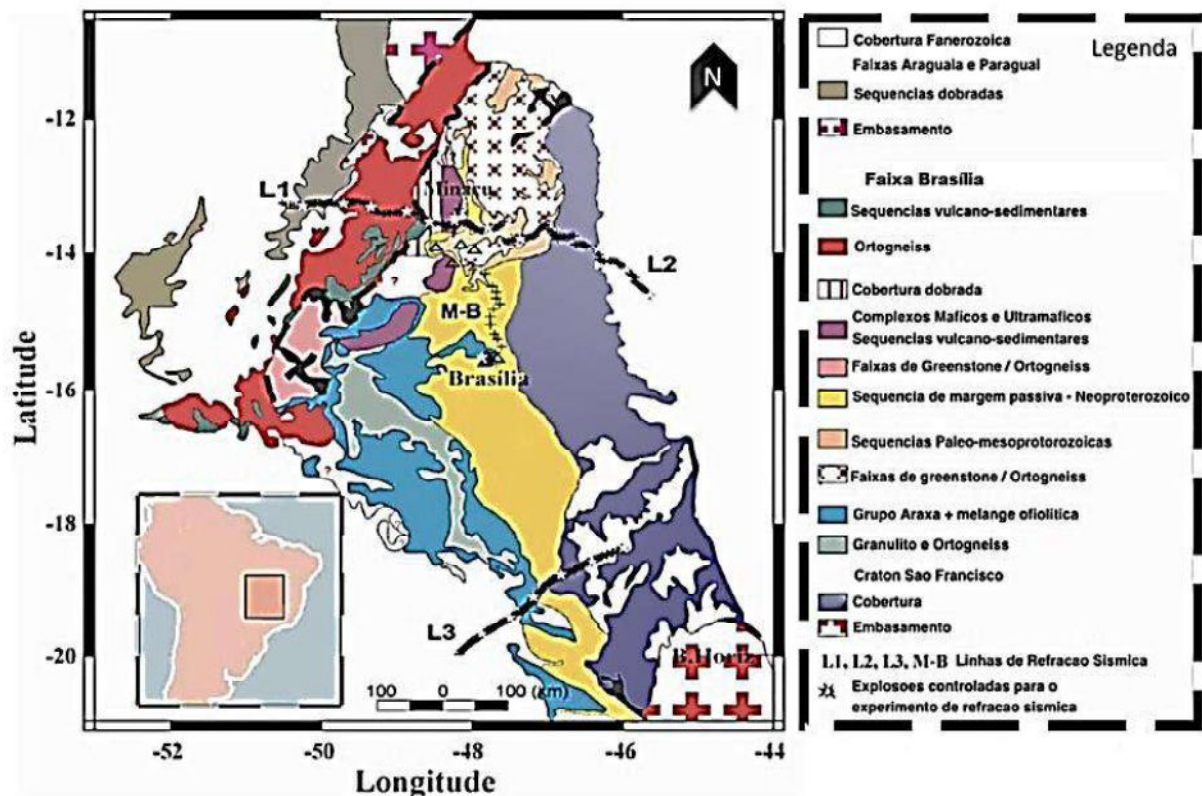 N
-12
-14
-16
-18
-20
Latitude
L1
Minaçu
L2
?
M-B
Brasília
?
L3
B.Horiz
100 0 100 (km)
-52 -50 -48 -46 -44
Longitude
Legenda
Cobertura Fanerozoica
Faixas Araguala e Paragual
Sequencias dobradas
Embasamento
Faixa Brasília
Sequencias vulcano-sedimentares
Ortogneiss
Cobertura dobrada
Complexos Maficos e Ultramaficos
Sequencias vulcano-sedimentares
Faixas de Greenstone / Ortogneiss
Sequencia de margem passiva - Neoproterozoico
Sequencias Paleo-mesoprotorozoicas
Faixas de greenstone / Ortogneiss
Grupo Araxa + melange ofiolitica
Granulito e Ortogneiss
Craton Sao Francisco
Cobertura
Embasamento
L1, L2, L3, M-B Linhas de Refracao Sismica
Explosoes controladas para o
experimento de refracao sismica